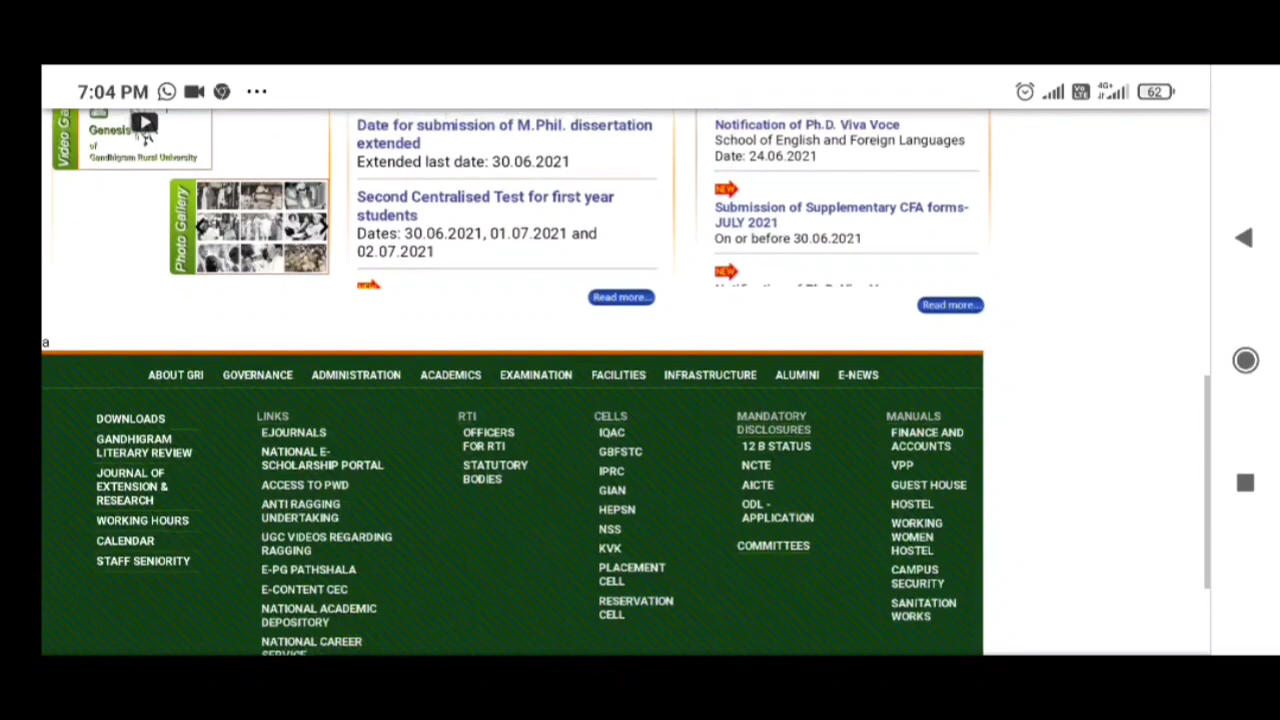 7:04 PM
4G+
Vo
LTE
62
Genesis
of
Gandhigram Rural University
Photo Gallery
Date for submission of M.Phil. dissertation
extended
Extended last date: 30.06.2021
Second Centralised Test for first year
students
Dates: 30.06.2021, 01.07.2021 and
02.07.2021
Read more...
Notification of Ph.D. Viva Voce
School of English and Foreign Languages
Date: 24.06.2021
NEW
Submission of Supplementary CFA forms-
JULY 2021
On or before 30.06.2021
NEW
Read more...
a
ABOUT GRI GOVERNANCE ADMINISTRATION ACADEMICS EXAMINATION FACILITIES INFRASTRUCTURE ALUMINI E-NEWS
DOWNLOADS
GANDHIGRAM
LITERARY REVIEW
JOURNAL OF
EXTENSION &
RESEARCH
WORKING HOURS
CALENDAR
STAFF SENIORITY
LINKS
EJOURNALS
NATIONAL E-
SCHOLARSHIP PORTAL
ACCESS TO PWD
ANTI RAGGING
UNDERTAKING
UGC VIDEOS REGARDING
RAGGING
E-PG PATHSHALA
E-CONTENT CEC
NATIONAL ACADEMIC
DEPOSITORY
NATIONAL CAREER
SERVICE
RTI
OFFICERS
FOR RTI
STATUTORY
BODIES
CELLS
IQAC
GBFSTC
IPRC
GIAN
HEPSN
NSS
KVK
PLACEMENT
CELL
RESERVATION
CELL
MANDATORY
DISCLOSURES
12 B STATUS
NCTE
AICTE
ODL -
APPLICATION
COMMITTEES
MANUALS
FINANCE AND
ACCOUNTS
VPP
GUEST HOUSE
HOSTEL
WORKING
WOMEN
HOSTEL
CAMPUS
SECURITY
SANITATION
WORKS